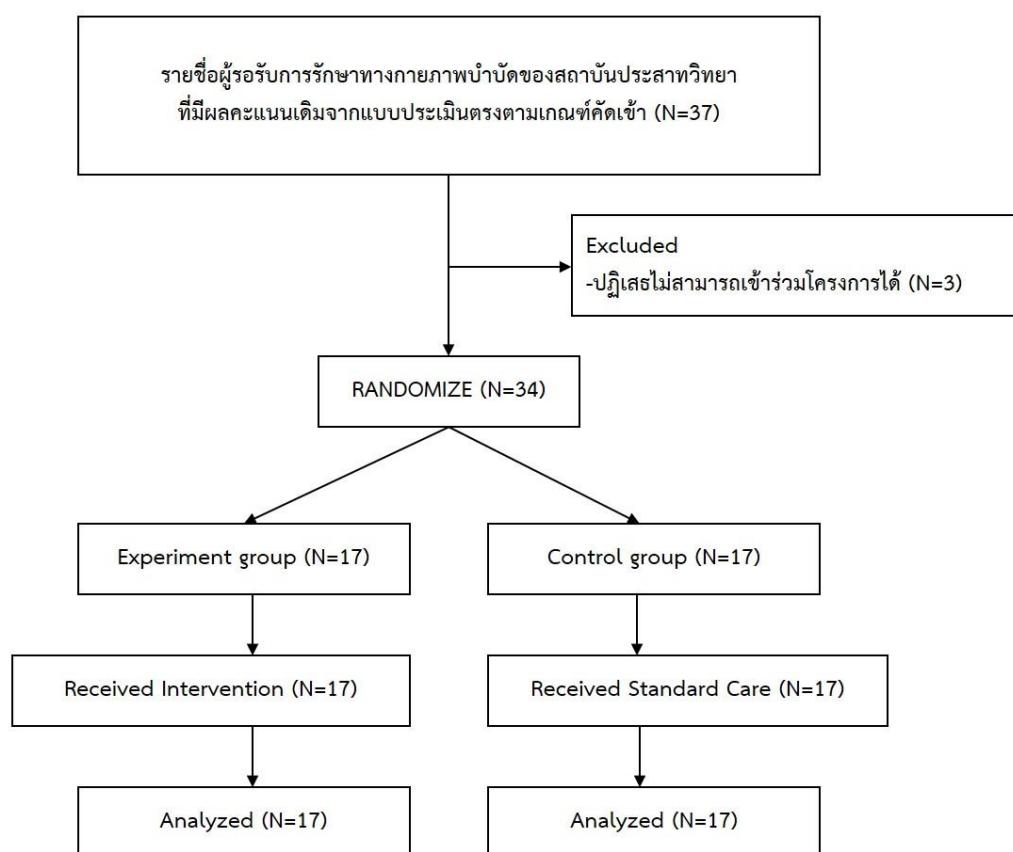 รายชื่อผู้รอรับการรักษาทางกายภาพบำบัดของสถาบันประสาทวิทยา
ที่มีผลคะแนนเดิมจากแบบประเมินตรงตามเกณฑ์คัดเข้า (N=37)
Excluded
-ปฏิเสธไม่สามารถเข้าร่วมโครงการได้ (N=3)
RANDOMIZE (N=34)
Experiment group (N=17)
Control group (N=17)
Received Intervention (N=17)
Received Standard Care (N=17)
Analyzed (N=17)
Analyzed (N=17)